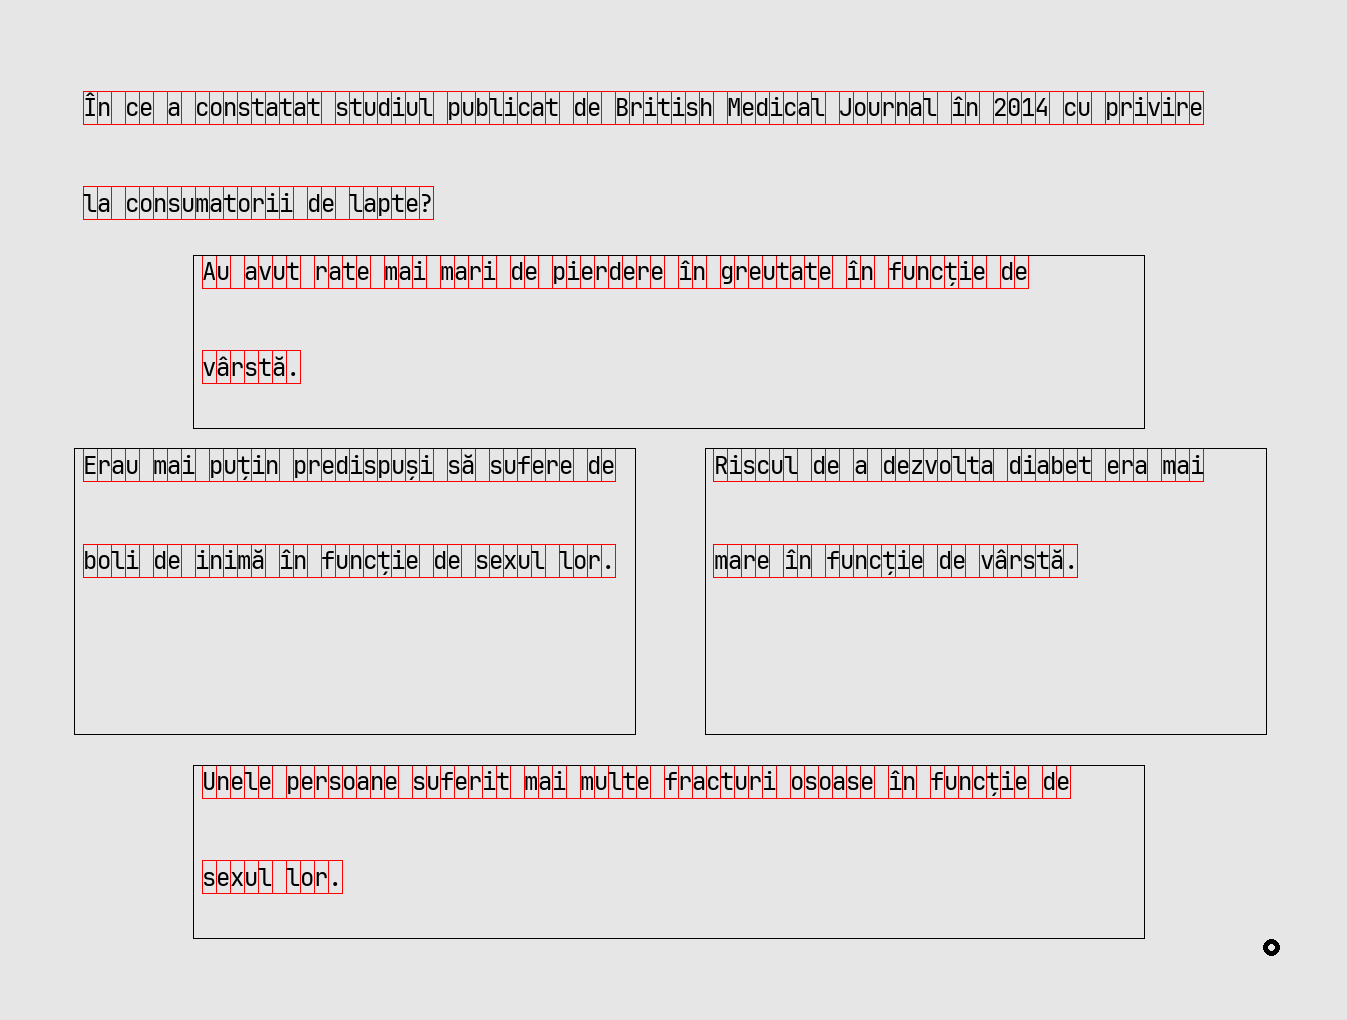 În ce a constatat studiul publicat de British Medical Journal în 2014 cu privire
la consumatorii de lapte?
Au avut rate mai mari de pierdere în greutate în funcție de
vârstă.
Erau mai puțin predispuși să sufere de
boli de inimă în funcție de sexul lor.
Riscul de a dezvolta diabet era mai
mare în funcție de vârstă.
Unele persoane suferit mai multe fracturi osoase în funcție de
sexul lor.